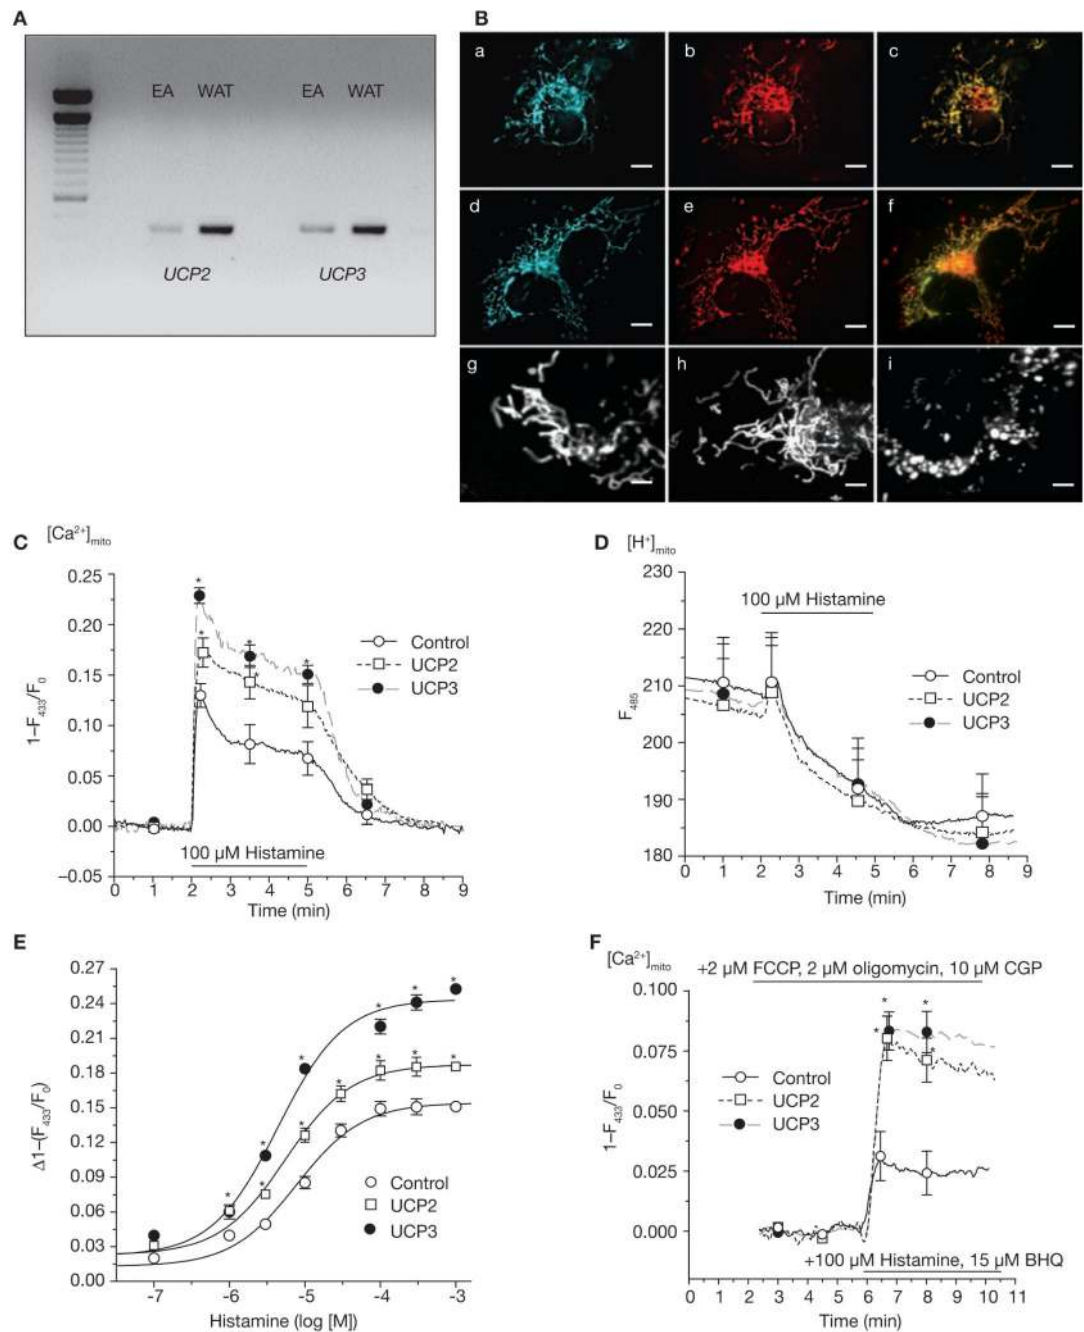 A
EA WAT EA WAT
UCP2 UCP3
B
a b c
d e f
g h i
C [Ca²⁺]mito
1–F433/F0
0.25
0.20
0.15
0.10
0.05
0.00
–0.05
Control
UCP2
UCP3
100 µM Histamine
0 1 2 3 4 5 6 7 8 9
Time (min)
D [H⁺]mito
F485
230
220
210
200
190
180
100 µM Histamine
Control
UCP2
UCP3
0 1 2 3 4 5 6 7 8 9
Time (min)
E
Δ1–(F433/F0)
0.27
0.24
0.21
0.18
0.15
0.12
0.09
0.06
0.03
0.00
Control
UCP2
UCP3
-7 -6 -5 -4 -3
Histamine (log [M])
F
[Ca²⁺]mito
+2 µM FCCP, 2 µM oligomycin, 10 µM CGP
1–F433/F0
0.100
0.075
0.050
0.025
0.000
Control
UCP2
UCP3
+100 µM Histamine, 15 µM BHQ
0 1 2 3 4 5 6 7 8 9 10 11
Time (min)